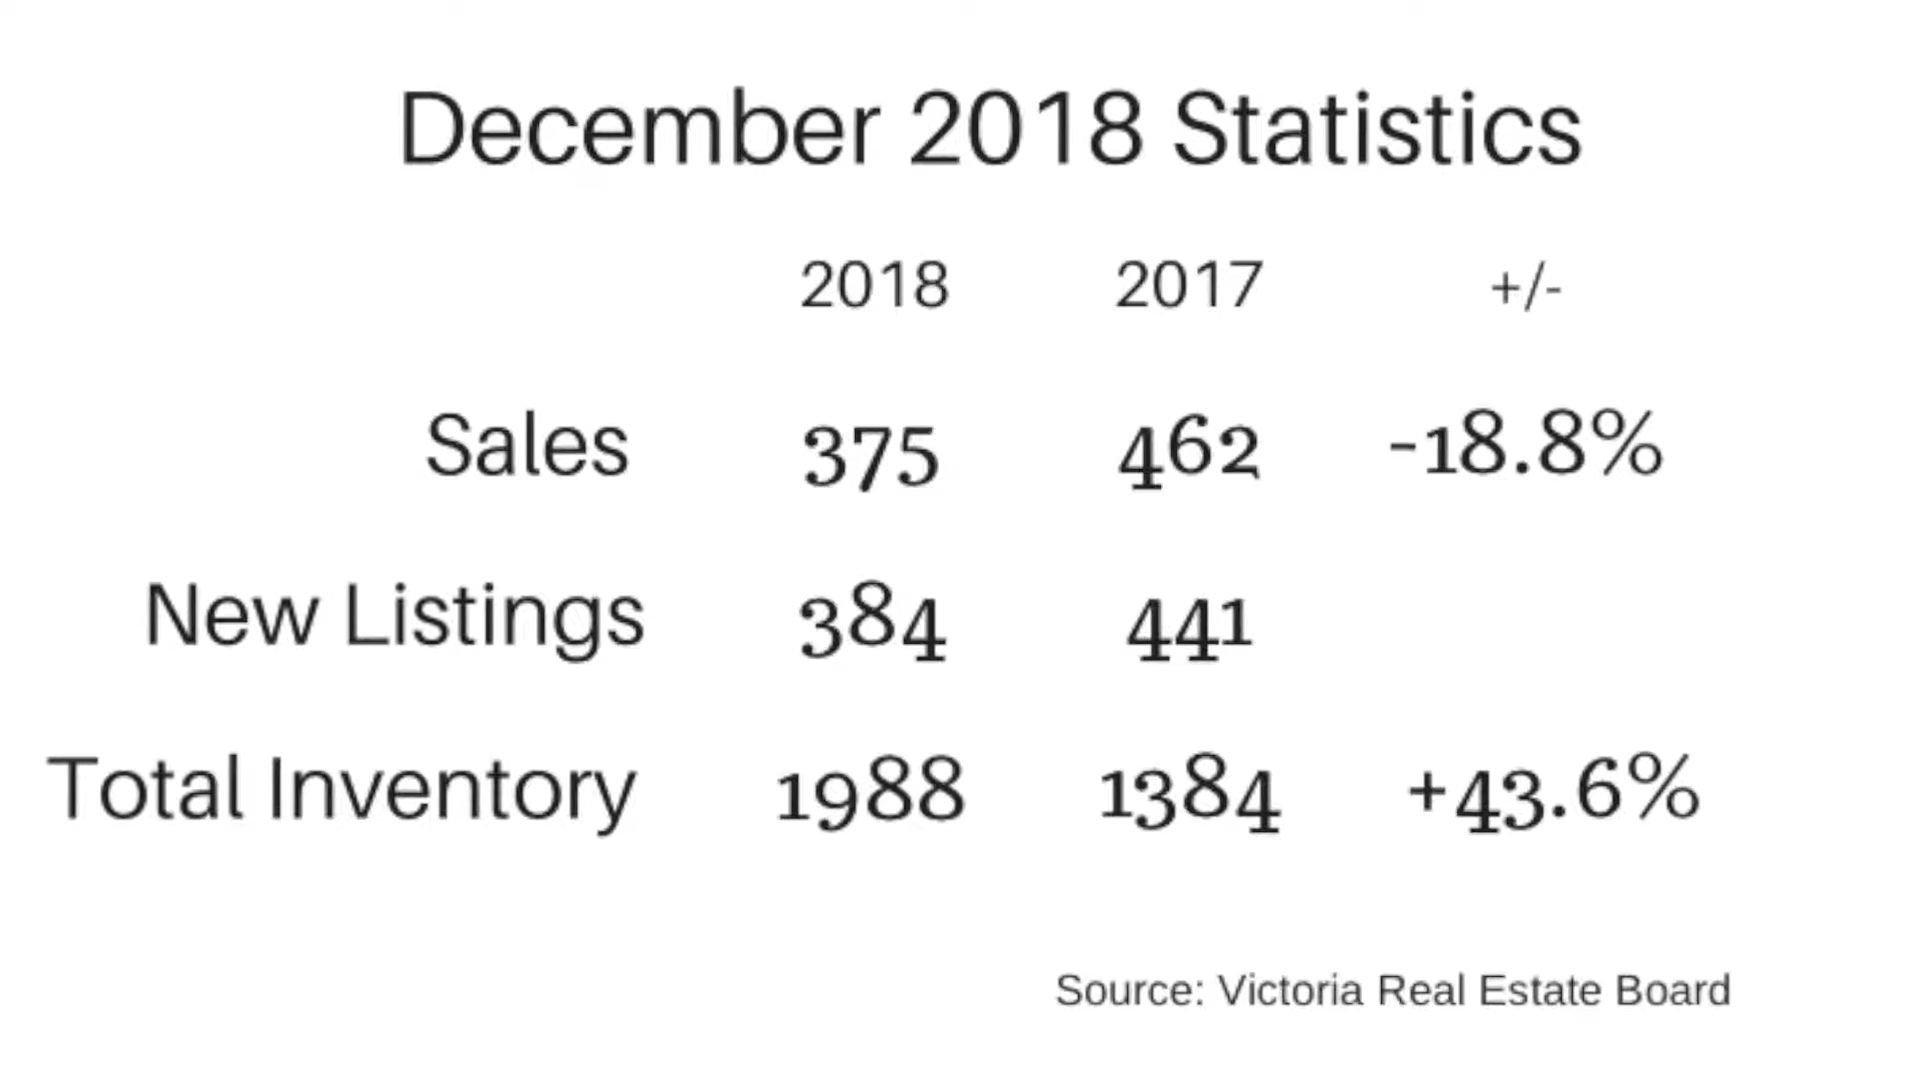 December 2018 Statistics
2018 2017 +/-
Sales 375 462 -18.8%
New Listings 384 441
Total Inventory 1988 1384 +43.6%
Source: Victoria Real Estate Board